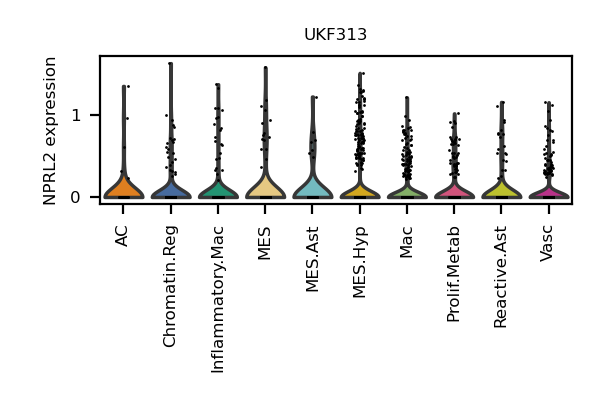 UKF313
NPRL2 expression
1
0
AC
Chromatin.Reg
Inflammatory.Mac
MES
MES.Ast
MES.Hyp
Mac
Prolif.Metab
Reactive.Ast
Vasc